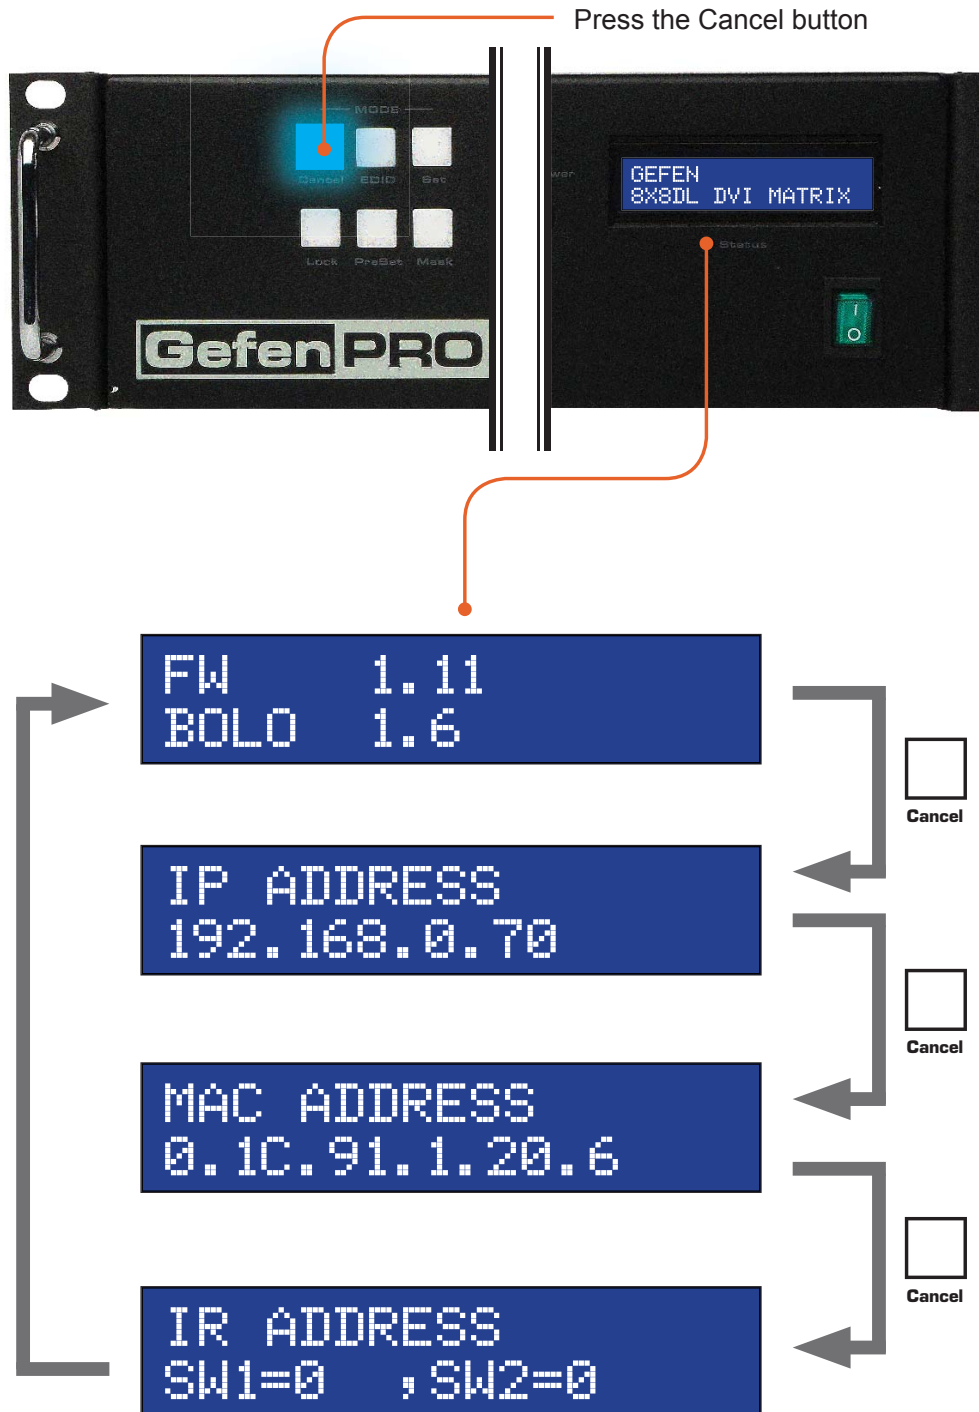 Press the Cancel button
MODE
Cancel EDID Set
Lock PreSet Mask
GefenPRO
wer
GEFEN
8X8DL DVI MATRIX
Status
I
O
FW 1.11
BOLO 1.6
Cancel
IP ADDRESS
192.168.0.70
Cancel
MAC ADDRESS
0.1C.91.1.20.6
Cancel
IR ADDRESS
SW1=0 ,SW2=0